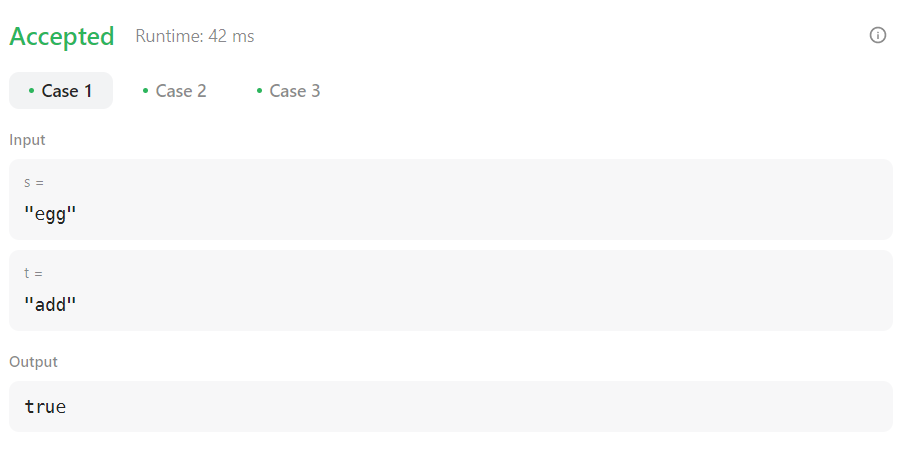 Accepted Runtime: 42 ms
Case 1 Case 2 Case 3
Input
s =
"egg"
t =
"add"
Output
true